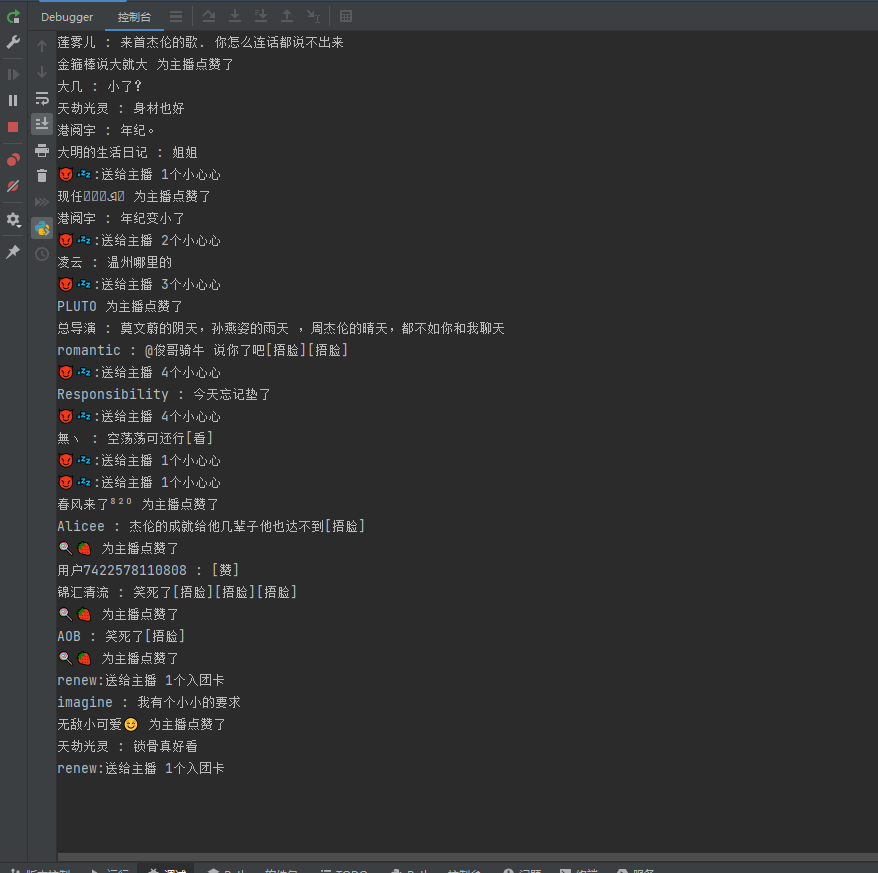 Debugger 控制台
莲雾儿 : 来首杰伦的歌. 你怎么连话都说不出来
金箍棒说大就大 为主播点赞了
大几 : 小了?
天劫光灵 : 身材也好
港阅宇 : 年纪。
大明的生活日记 : 姐姐
😈💤:送给主播 1个小心心
现任 为主播点赞了
港阅宇 : 年纪变小了
😈💤:送给主播 2个小心心
凌云 : 温州哪里的
😈💤:送给主播 3个小心心
PLUTO 为主播点赞了
总导演 : 莫文蔚的阴天，孙燕姿的雨天 ，周杰伦的晴天，都不如你和我聊天
romantic : @俊哥骑牛 说你了吧[捂脸][捂脸]
😈💤:送给主播 4个小心心
Responsibility : 今天忘记垫了
😈💤:送给主播 4个小心心
無ヽ : 空荡荡可还行[看]
😈💤:送给主播 1个小心心
😈💤:送给主播 1个小心心
春风来了⁸²⁰ 为主播点赞了
Alicee : 杰伦的成就给他几辈子他也达不到[捂脸]
🍭🍓 为主播点赞了
用户7422578110808 : [赞]
锦汇清流 : 笑死了[捂脸][捂脸][捂脸]
🍭🍓 为主播点赞了
AOB : 笑死了[捂脸]
🍭🍓 为主播点赞了
renew:送给主播 1个入团卡
imagine : 我有个小小的要求
无敌小可爱😊 为主播点赞了
天劫光灵 : 锁骨真好看
renew:送给主播 1个入团卡